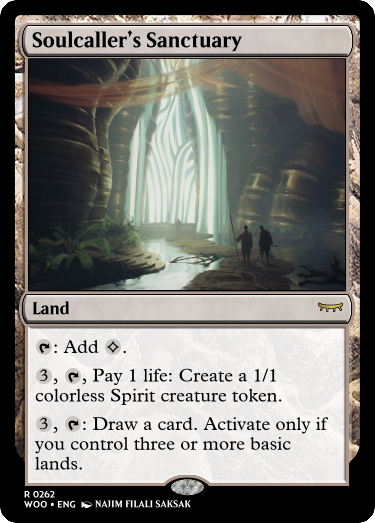 Soulcaller's Sanctuary
Land
: Add .
3, , Pay 1 life: Create a 1/1
colorless Spirit creature token.
3, : Draw a card. Activate only if
you control three or more basic
lands.
R 0262
WOO • ENG NAJIM FILALI SAKSAK